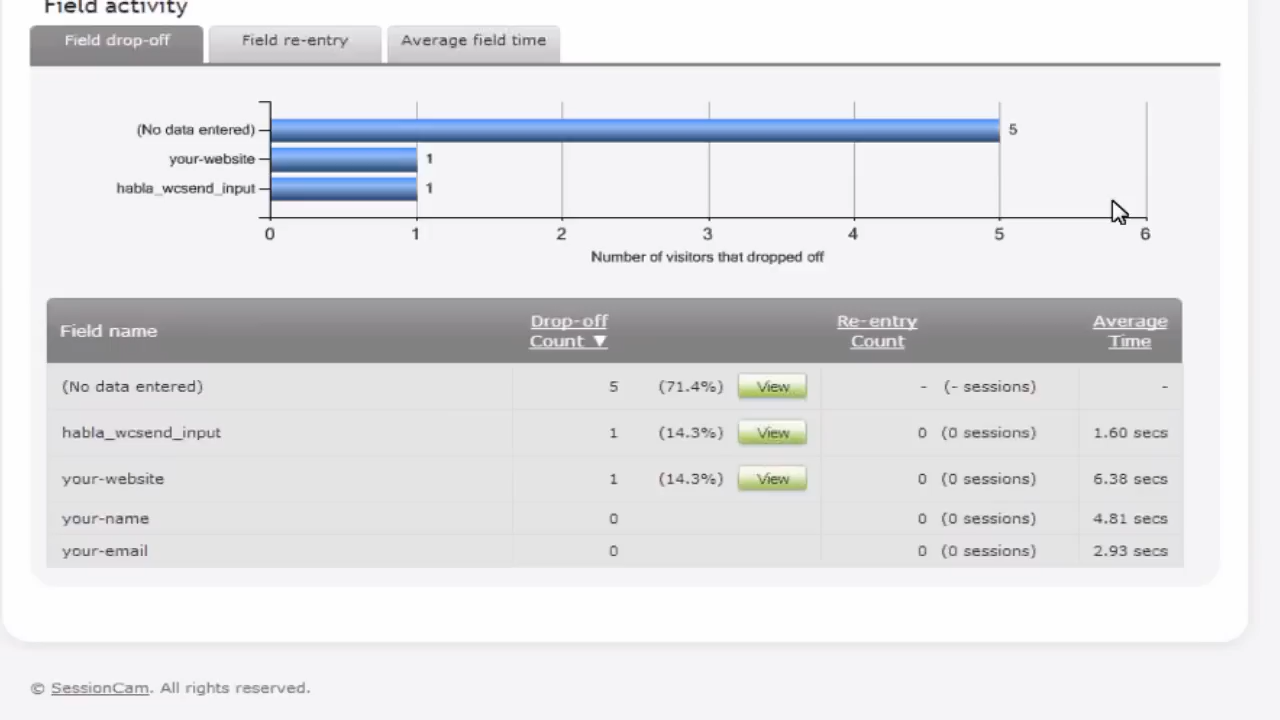 Field activity
Field drop-off Field re-entry Average field time
(No data entered) 5
your-website 1
habla_wcsend_input 1
0 1 2 3 4 5 6
Number of visitors that dropped off
Field name Drop-off Count ▼ Re-entry Count Average Time
(No data entered) 5 (71.4%) View - (- sessions) -
habla_wcsend_input 1 (14.3%) View 0 (0 sessions) 1.60 secs
your-website 1 (14.3%) View 0 (0 sessions) 6.38 secs
your-name 0 0 (0 sessions) 4.81 secs
your-email 0 0 (0 sessions) 2.93 secs
© SessionCam. All rights reserved.